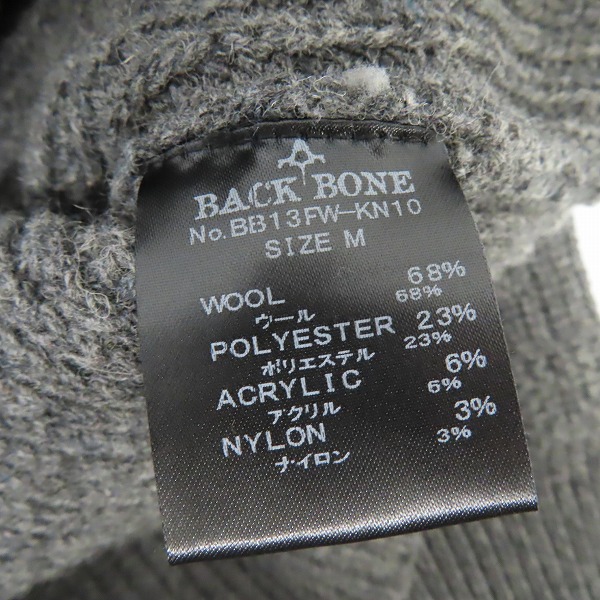 BACK BONE
No.BB13FW-KN10
SIZE M
WOOL 68%
ウール 68%
POLYESTER 23%
ポリエステル 23%
ACRYLIC 6%
アクリル 6%
NYLON 3%
ナイロン 3%